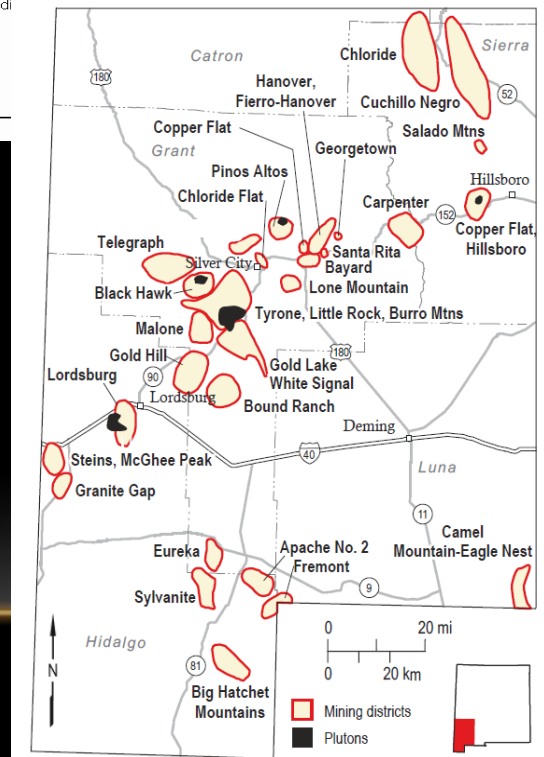 di
Catron
Chloride
Sierra
180
Hanover,
Fierro-Hanover
Cuchillo Negro
52
Copper Flat
Salado Mtns
Grant
Georgetown
Pinos Altos
Hillsboro
Chloride Flat
Carpenter
152
Copper Flat,
Hillsboro
Telegraph
Santa Rita
Silver City
Bayard
Black Hawk
Lone Mountain
Tyrone, Little Rock, Burro Mtns
Malone
Gold Hill
180
Lordsburg
90
Gold Lake
White Signal
Lordsburg
Bound Ranch
Deming
Steins, McGhee Peak
40
Luna
Granite Gap
11
Camel
Mountain-Eagle Nest
Eureka
Apache No. 2
Fremont
Sylvanite
9
Hidalgo
0 20 mi
N
81
0 20 km
Big Hatchet
Mountains
Mining districts
Plutons